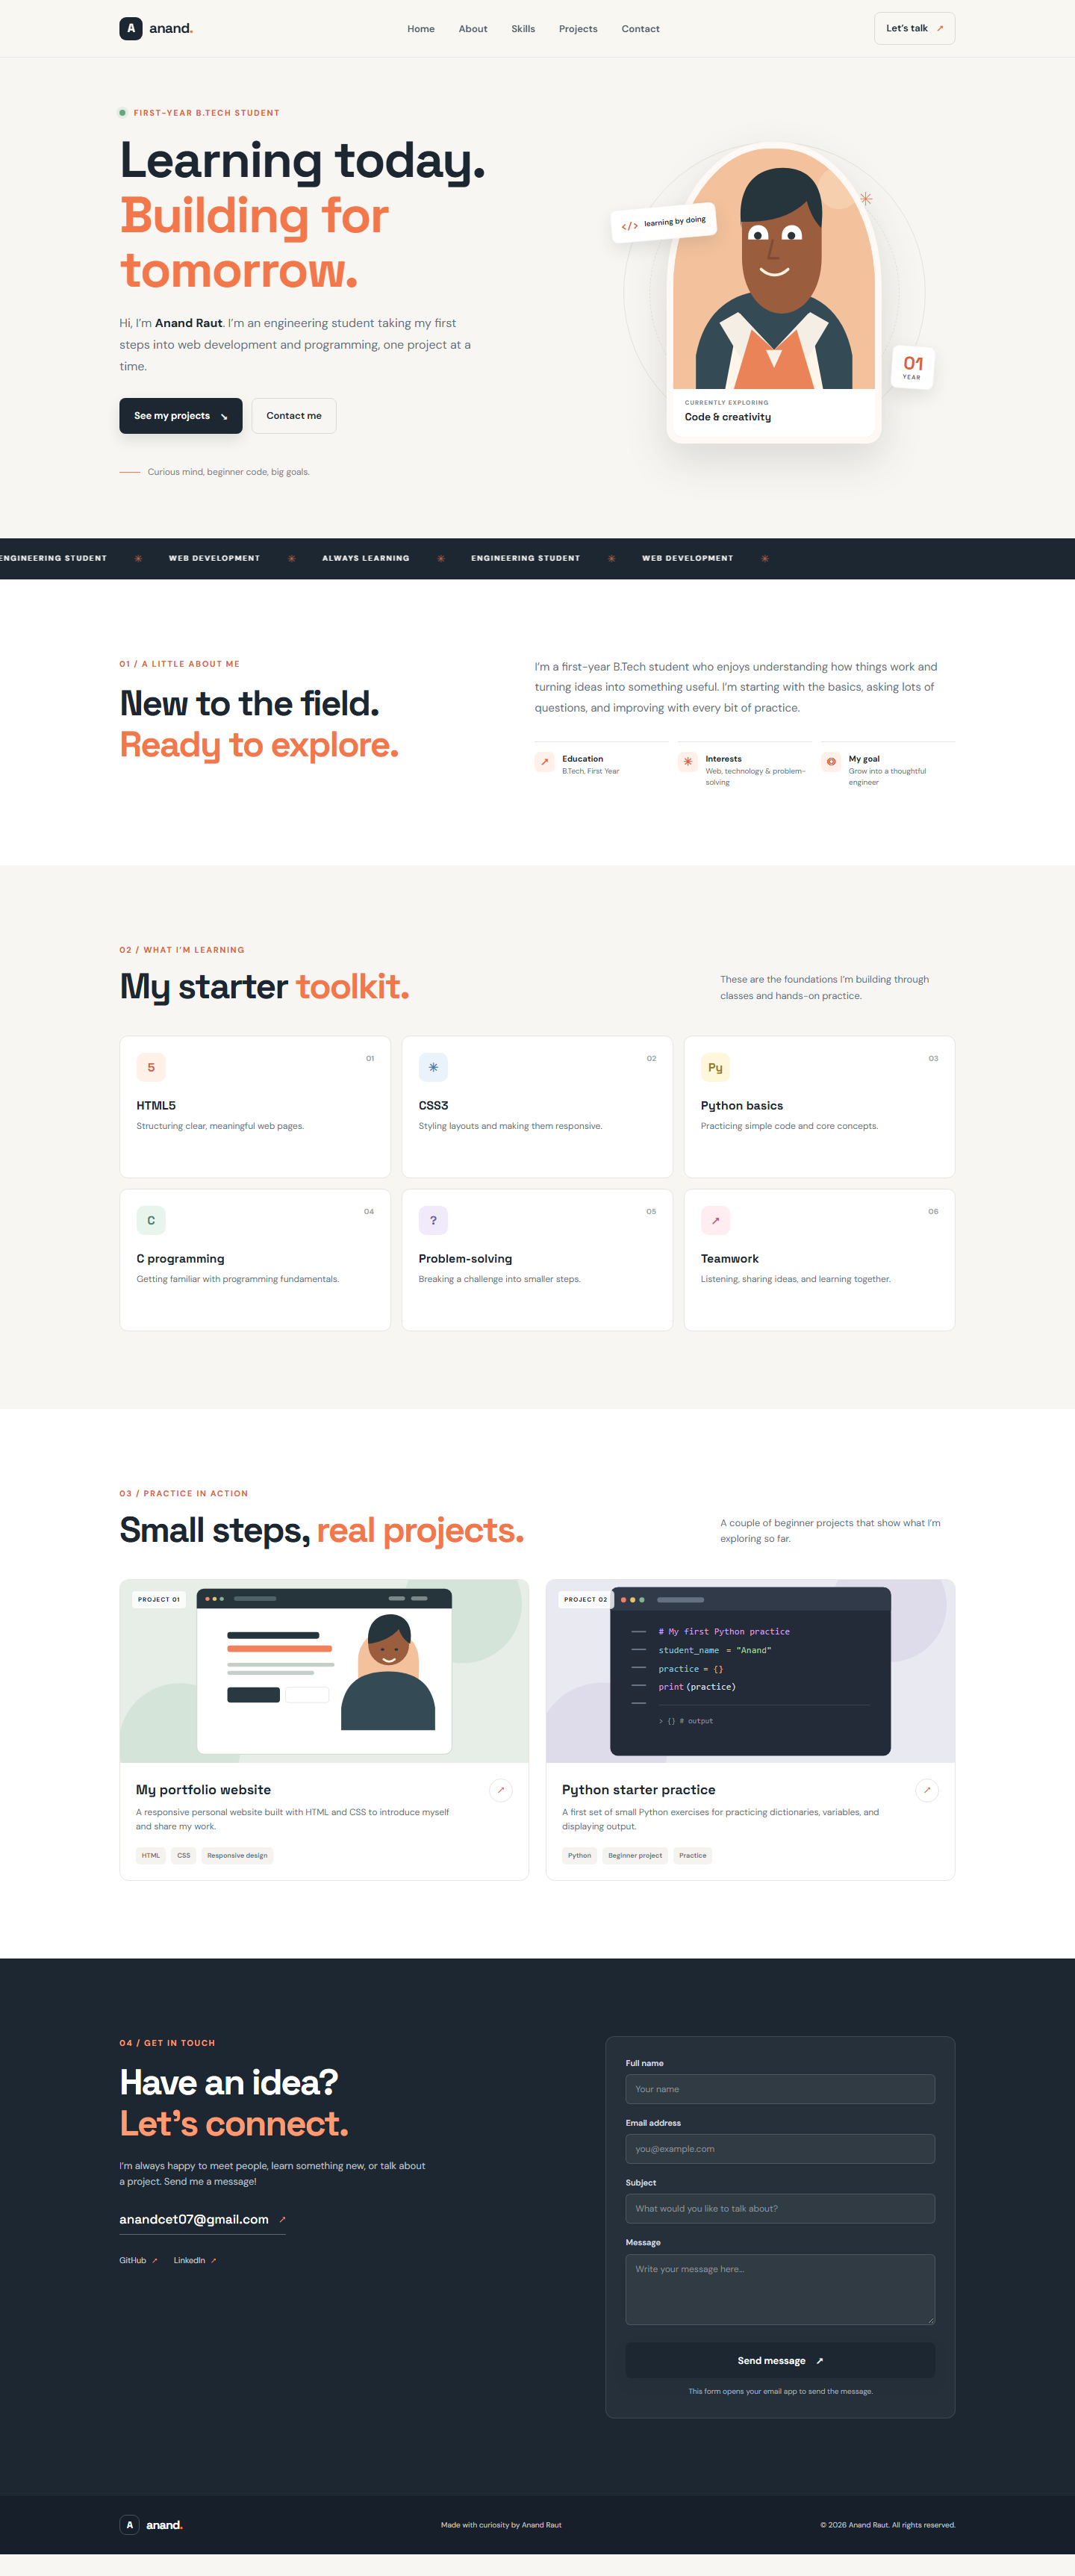 A anand.
Home About Skills Projects Contact
Let's talk ↗
FIRST-YEAR B.TECH STUDENT
Learning today.
Building for
tomorrow.
Hi, I'm Anand Raut. I'm an engineering student taking my first
steps into web development and programming, one project at a
time.
See my projects ↘
Contact me
Curious mind, beginner code, big goals.
</> learning by doing
01
YEAR
CURRENTLY EXPLORING
Code & creativity
ENGINEERING STUDENT ✳ WEB DEVELOPMENT ✳ ALWAYS LEARNING ✳ ENGINEERING STUDENT ✳ WEB DEVELOPMENT ✳
01 / A LITTLE ABOUT ME
New to the field.
Ready to explore.
I'm a first-year B.Tech student who enjoys understanding how things work and
turning ideas into something useful. I'm starting with the basics, asking lots of
questions, and improving with every bit of practice.
↗ Education
B.Tech, First Year
Interests
Web, technology & problem-
solving
My goal
Grow into a thoughtful
engineer
02 / WHAT I'M LEARNING
My starter toolkit.
These are the foundations I'm building through
classes and hands-on practice.
5
01
HTML5
Structuring clear, meaningful web pages.
✳
02
CSS3
Styling layouts and making them responsive.
Py
03
Python basics
Practicing simple code and core concepts.
C
04
C programming
Getting familiar with programming fundamentals.
?
05
Problem-solving
Breaking a challenge into smaller steps.
↗
06
Teamwork
Listening, sharing ideas, and learning together.
03 / PRACTICE IN ACTION
Small steps, real projects.
A couple of beginner projects that show what I'm
exploring so far.
PROJECT 01
My portfolio website ↗
A responsive personal website built with HTML and CSS to introduce myself
and share my work.
HTML CSS Responsive design
PROJECT 02
# My first Python practice
student_name = "Anand"
practice = {}
print (practice)
> {} # output
Python starter practice ↗
A first set of small Python exercises for practicing dictionaries, variables, and
displaying output.
Python Beginner project Practice
04 / GET IN TOUCH
Have an idea?
Let's connect.
I'm always happy to meet people, learn something new, or talk about
a project. Send me a message!
anandcet07@gmail.com ↗
GitHub ↗ LinkedIn ↗
Full name
Your name
Email address
you@example.com
Subject
What would you like to talk about?
Message
Write your message here...
Send message ↗
This form opens your email app to send the message.
A anand.
Made with curiosity by Anand Raut
© 2026 Anand Raut. All rights reserved.